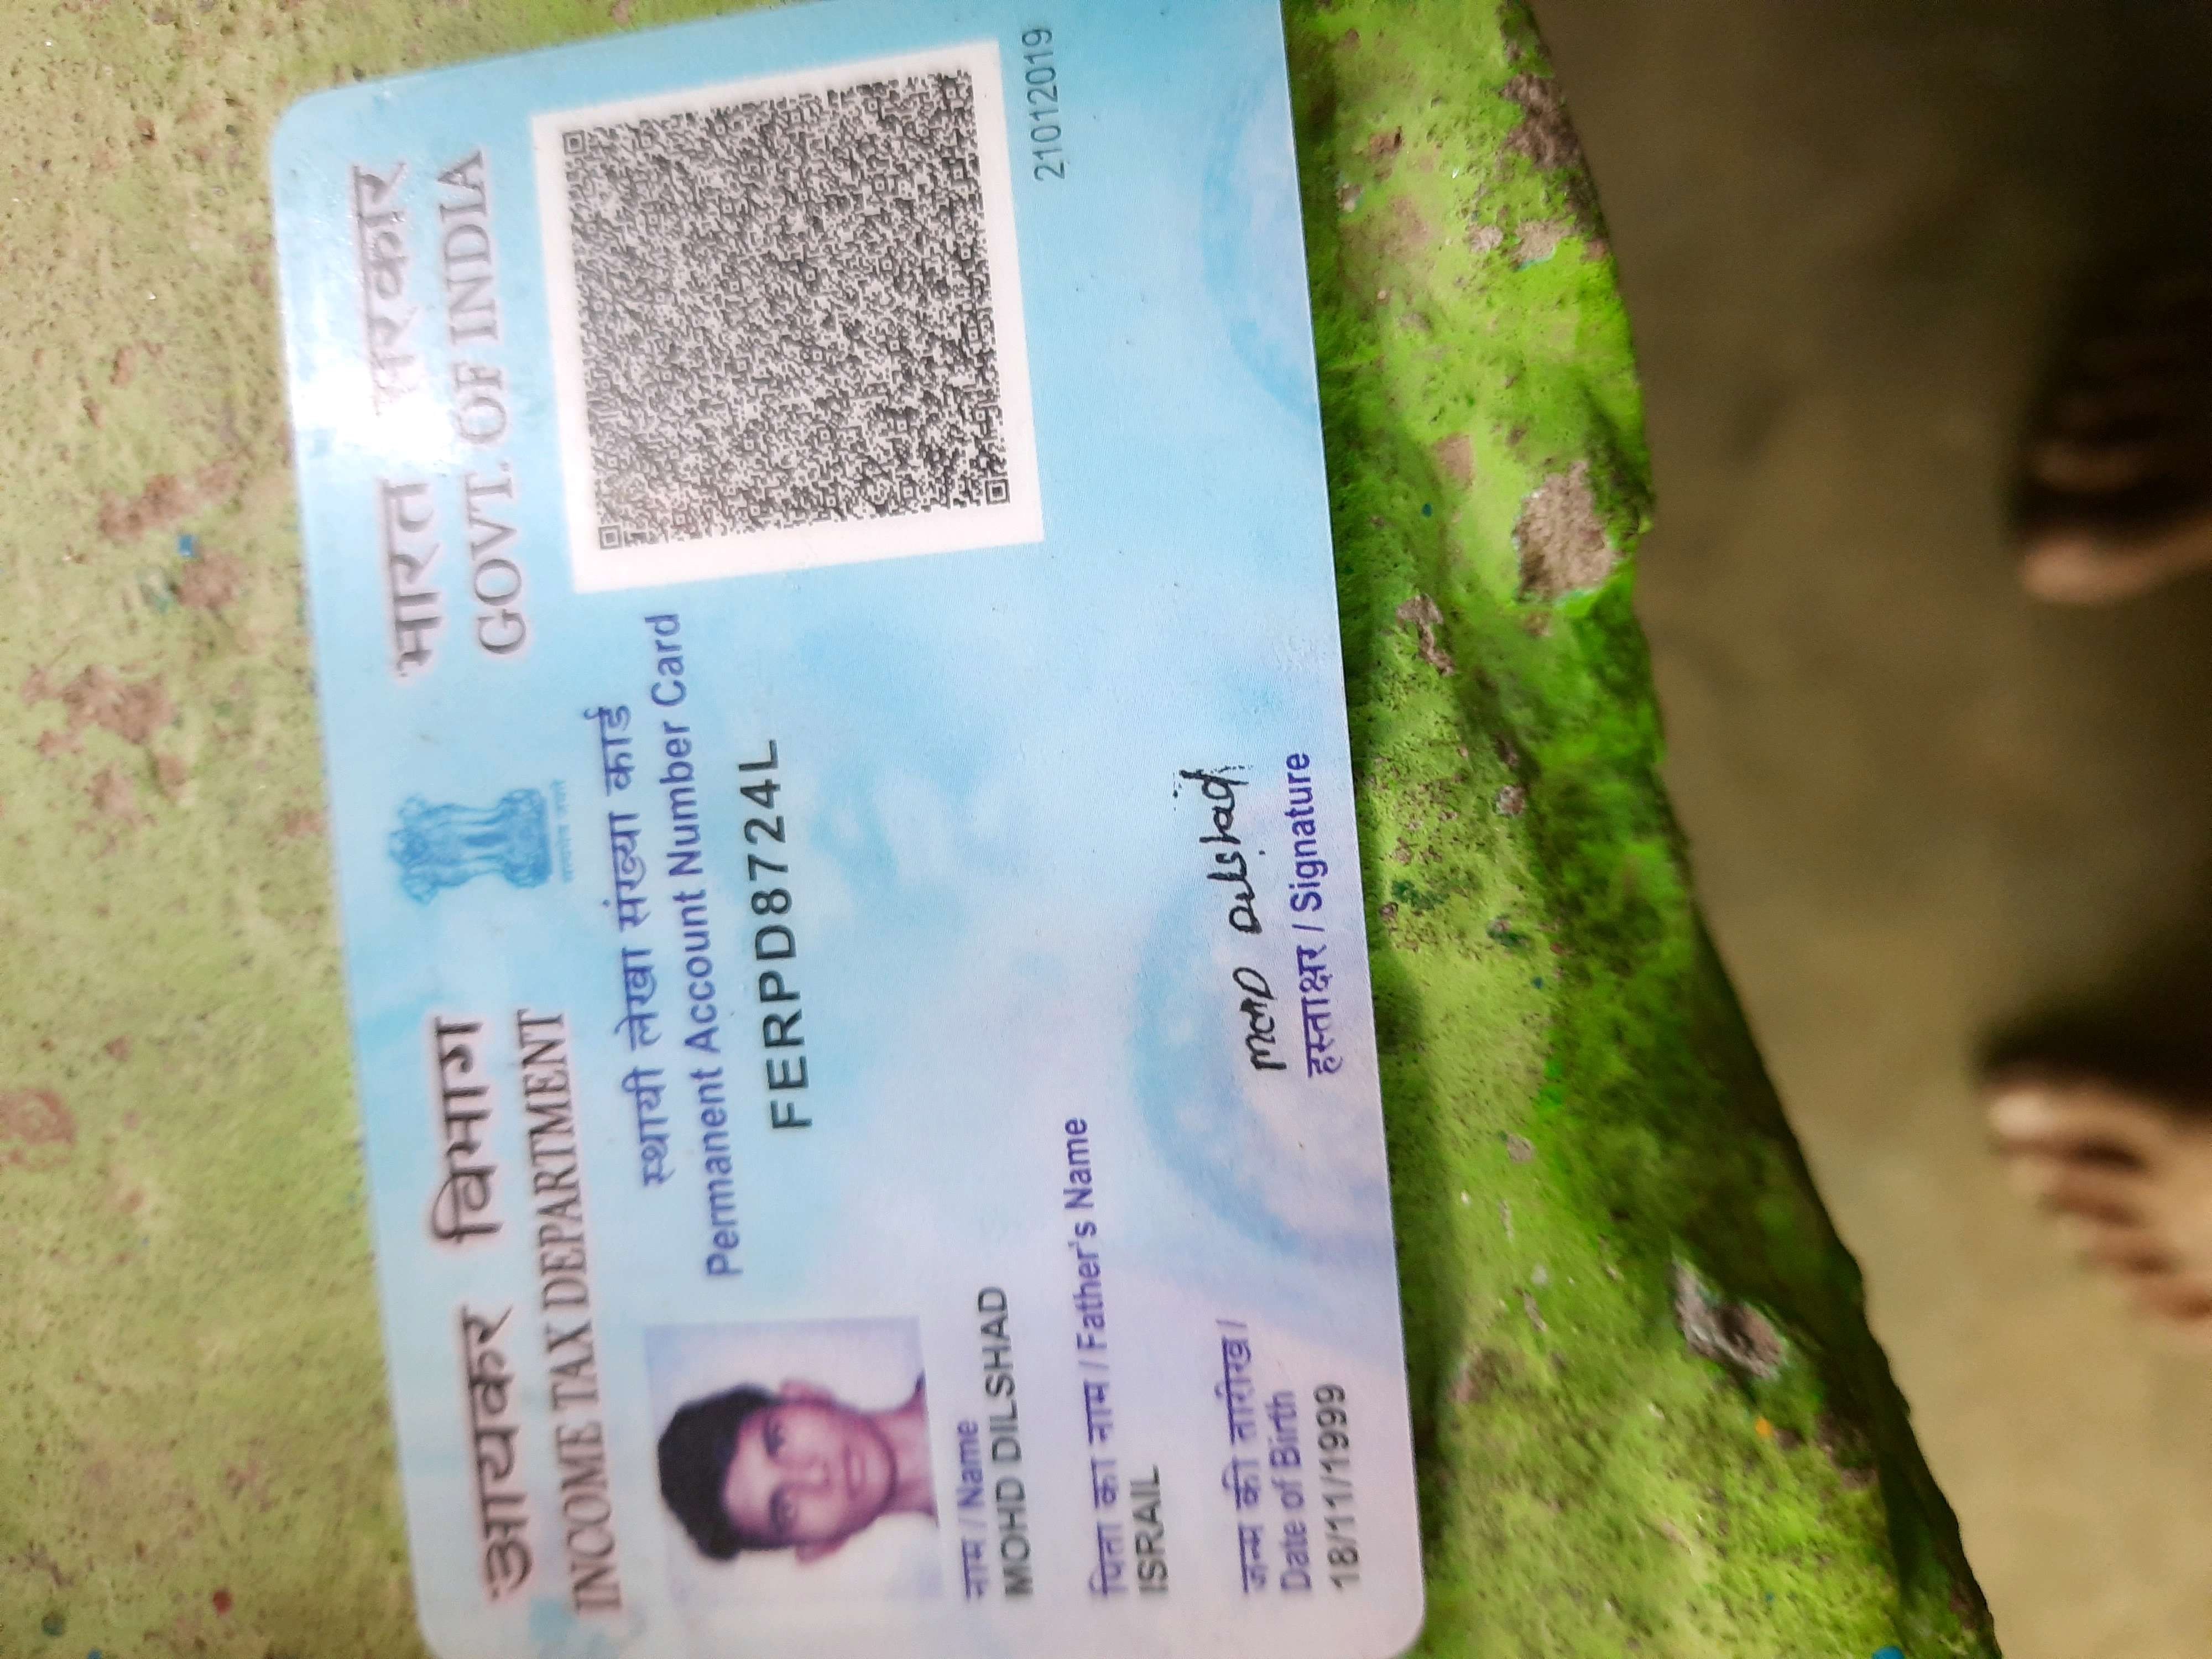 आयकर विभाग
INCOME TAX DEPARTMENT
भारत सरकार
GOVT. OF INDIA
स्थायी लेखा संख्या कार्ड
Permanent Account Number Card
FERPD8724L
नाम / Name
MOHD DILSHAD
पिता का नाम / Father's Name
ISRAIL
जन्म की तारीख /
Date of Birth
18/11/1999
MOHD Dilshad
हस्ताक्षर / Signature
21012019